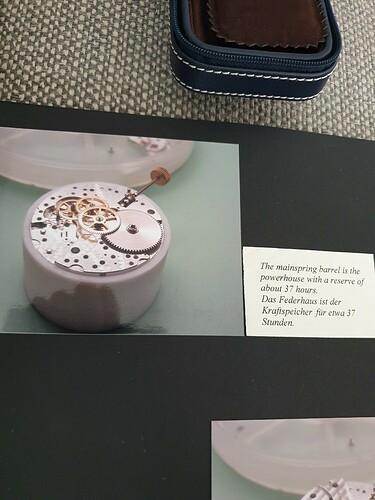 The mainspring barrel is the
powerhouse with a reserve of
about 37 hours.
Das Federhaus ist der
Kraftspeicher für etwa 37
Stunden.